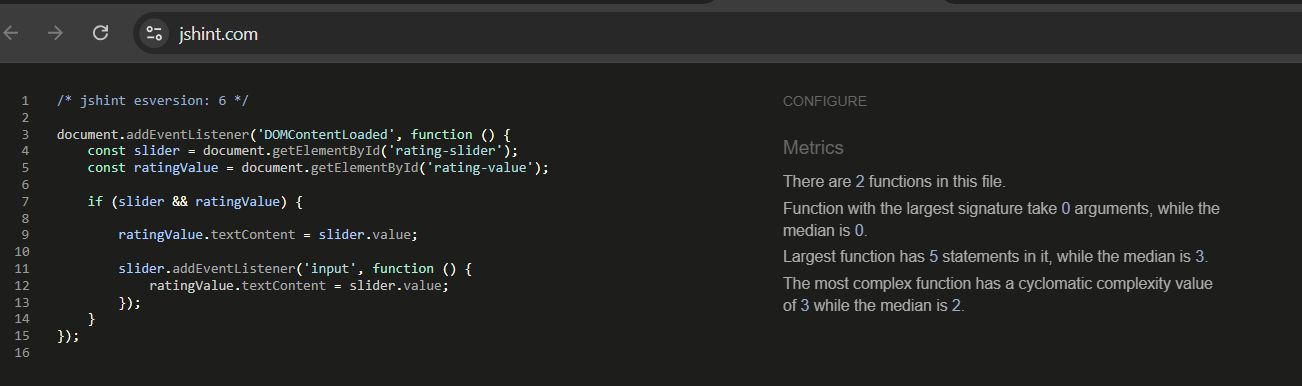 jshint.com
1 /* jshint esversion: 6 */
2
3 document.addEventListener('DOMContentLoaded', function () {
4     const slider = document.getElementById('rating-slider');
5     const ratingValue = document.getElementById('rating-value');
6
7     if (slider && ratingValue) {
8
9         ratingValue.textContent = slider.value;
10
11         slider.addEventListener('input', function () {
12             ratingValue.textContent = slider.value;
13         });
14     }
15 });
16
CONFIGURE
Metrics
There are 2 functions in this file.
Function with the largest signature take 0 arguments, while the
median is 0.
Largest function has 5 statements in it, while the median is 3.
The most complex function has a cyclomatic complexity value
of 3 while the median is 2.